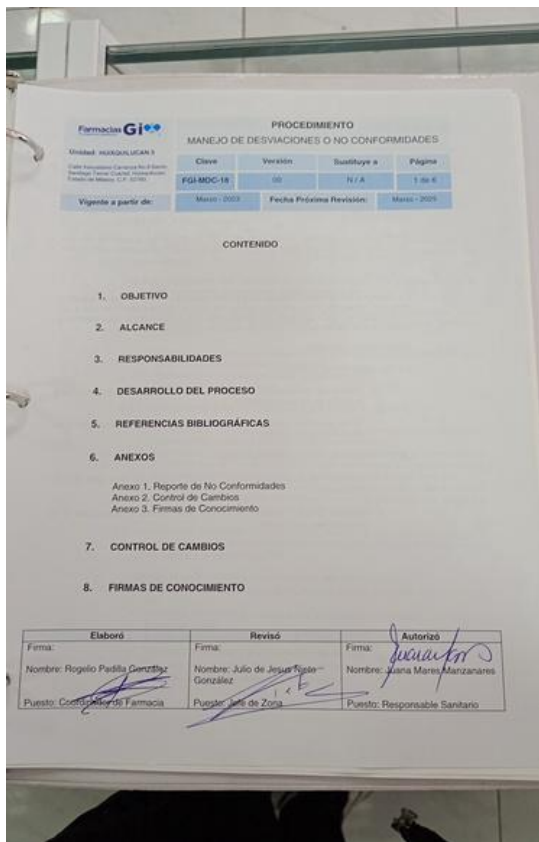 Farmacias Gi
PROCEDIMIENTO
MANEJO DE DESVIACIONES O NO CONFORMIDADES
Unidad: HUIXQUILUCAN II
Clave Versión Sustituye a Página
FGI-MDC-18 00 N / A 1 de 6
Vigente a partir de: Marzo - 2023 Fecha Próxima Revisión: Marzo - 2025
CONTENIDO
1. OBJETIVO
2. ALCANCE
3. RESPONSABILIDADES
4. DESARROLLO DEL PROCESO
5. REFERENCIAS BIBLIOGRÁFICAS
6. ANEXOS
Anexo 1. Reporte de No Conformidades
Anexo 2. Control de Cambios
Anexo 3. Firmas de Conocimiento
7. CONTROL DE CAMBIOS
8. FIRMAS DE CONOCIMIENTO
Elaboró Revisó Autorizó
Firma: Firma: Firma:
Nombre: Rogelio Padilla González Nombre: Julio de Jesus Nieto González Nombre: Juana Mares Manzanares
Puesto: Coordinador de Farmacia Puesto: Jefe de Zona Puesto: Responsable Sanitario